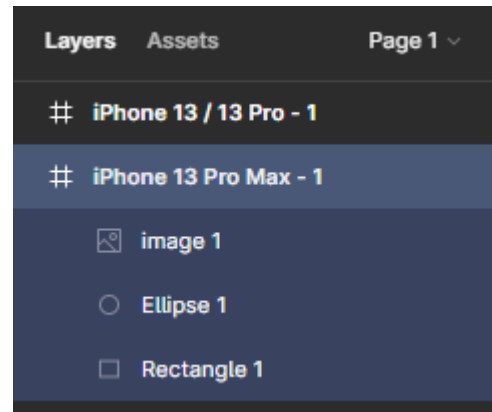 Layers Assets Page 1
iPhone 13 / 13 Pro - 1
iPhone 13 Pro Max - 1
image 1
Ellipse 1
Rectangle 1